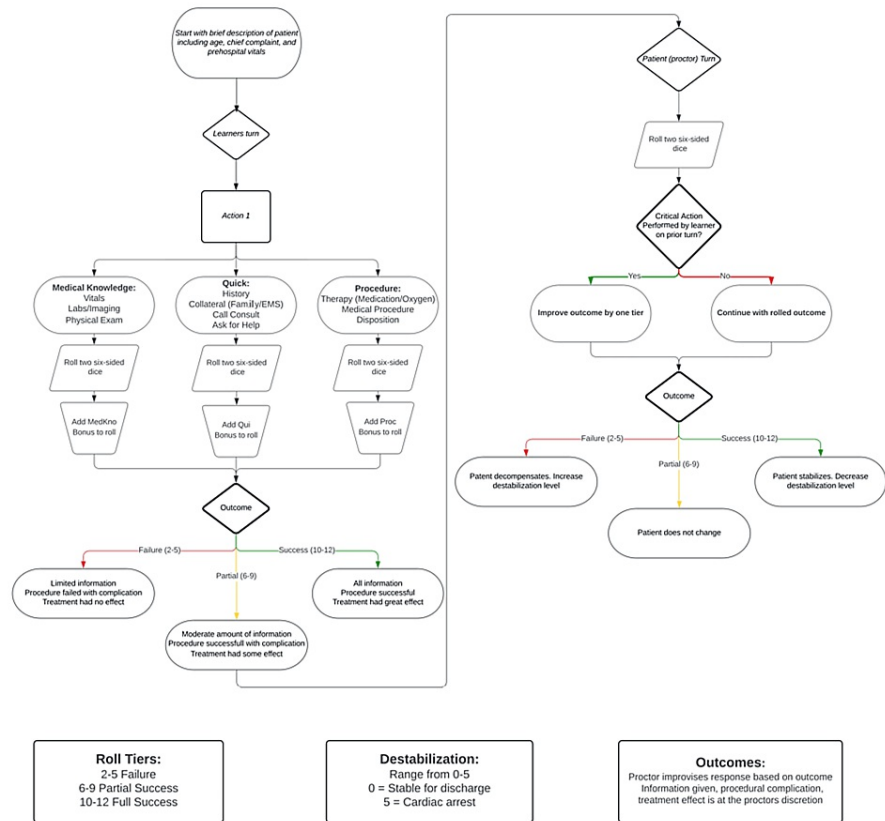 Start with brief description of patient
including age, chief complaint, and
prehospital vitals
Learners turn
Action 1
Medical Knowledge:
Vitals
Labs/Imaging
Physical Exam
Quick:
History
Collateral (Family/EMS)
Call Consult
Ask for Help
Procedure:
Therapy (Medication/Oxygen)
Medical Procedure
Disposition
Roll two six-sided
dice
Roll two six-sided
dice
Roll two six-sided
dice
Add MedKno
Bonus to roll
Add Qui
Bonus to roll
Add Proc
Bonus to roll
Outcome
Failure (2-5)
Partial (6-9)
Success (10-12)
Limited information
Procedure failed with complication
Treatment had no effect
Moderate amount of information
Procedure successfull with complication
Treatment had some effect
All information
Procedure successful
Treatment had great effect
Patient (proctor) Turn
Roll two six-sided
dice
Critical Action
Performed by learner
on prior turn?
Yes
No
Improve outcome by one tier
Continue with rolled outcome
Outcome
Failure (2-5)
Partial (6-9)
Success (10-12)
Patent decompensates. Increase
destabilization level
Patient does not change
Patient stabilizes. Decrease
destabilization level
Roll Tiers:
2-5 Failure
6-9 Partial Success
10-12 Full Success
Destabilization:
Range from 0-5
0 = Stable for discharge
5 = Cardiac arrest
Outcomes:
Proctor improvises response based on outcome
Information given, procedural complication,
treatment effect is at the proctors discretion